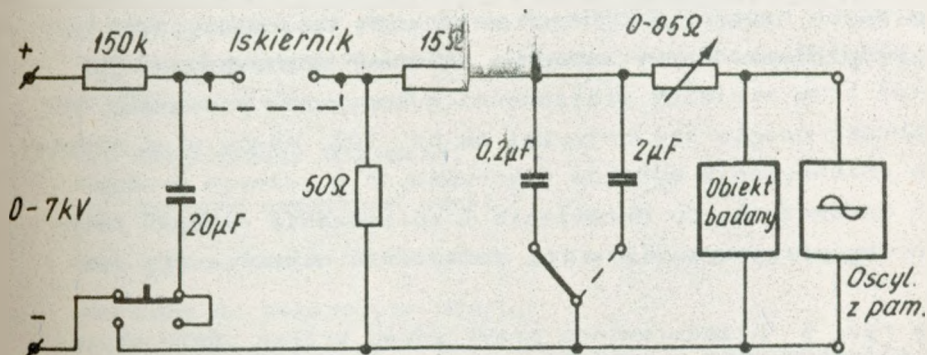 +
150k
Iskiernik
15Ω
0-85Ω
0-7kV
20μF
50Ω
0,2μF
2μF
Obiekt
badany
Oscyl.
z pam.
-